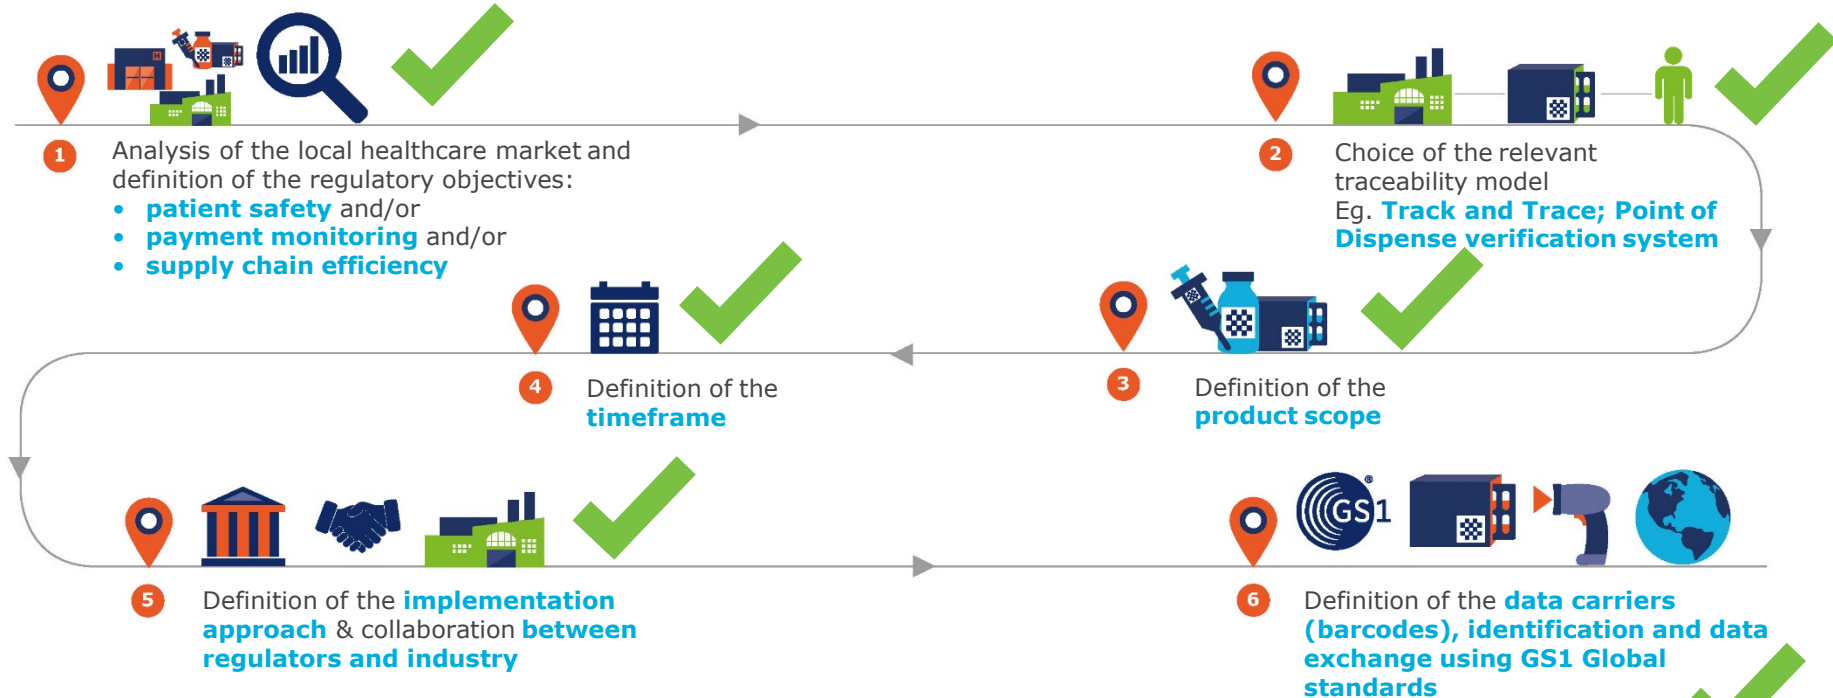 1
Analysis of the local healthcare market and
definition of the regulatory objectives:
• patient safety and/or
• payment monitoring and/or
• supply chain efficiency
2
Choice of the relevant
traceability model
Eg. Track and Trace; Point of
Dispense verification system
3
Definition of the
product scope
4
Definition of the
timeframe
5
Definition of the implementation
approach & collaboration between
regulators and industry
H
GS1®
6
Definition of the data carriers
(barcodes), identification and data
exchange using GS1 Global
standards